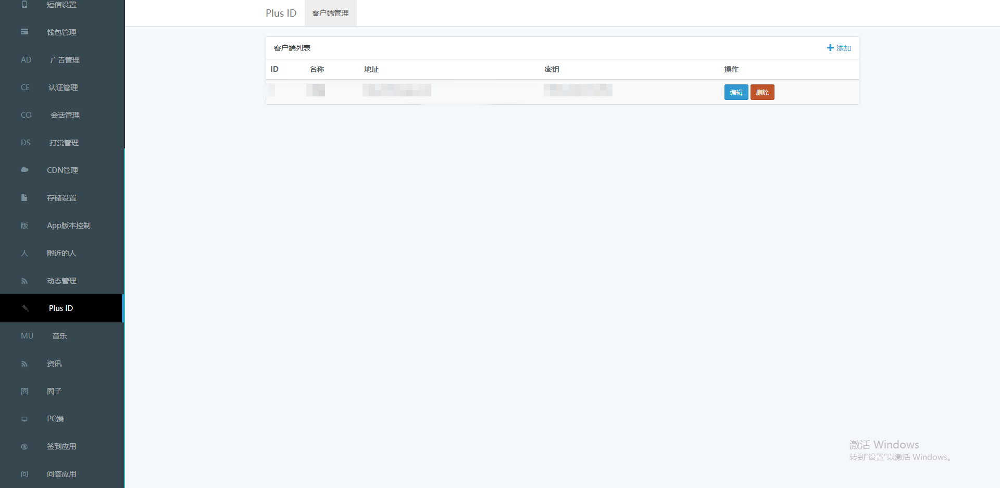 短信设置
钱包管理
AD 广告管理
CE 认证管理
CO 会话管理
DS 打赏管理
CDN管理
存储设置
版 App版本控制
人 附近的人
动态管理
Plus ID
MU 音乐
资讯
圈 圈子
PC端
签到应用
问 问答应用
Plus ID 客户端管理
客户端列表 添加
ID 名称 地址 密钥 操作
编辑 删除
激活 Windows
转到“设置”以激活 Windows。